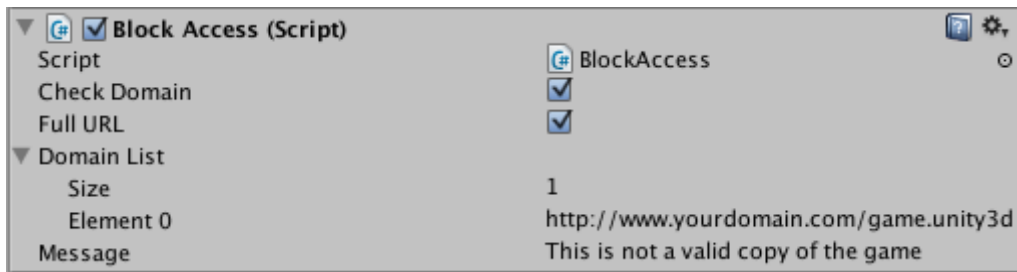 Block Access (Script)
Script BlockAccess
Check Domain
Full URL
Domain List
Size 1
Element 0 http://www.yourdomain.com/game.unity3d
Message This is not a valid copy of the game